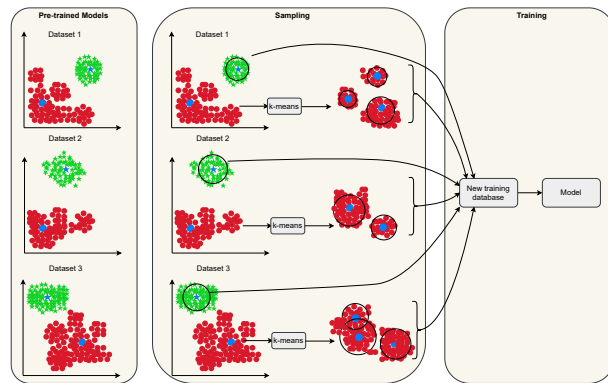 Pre-trained Models
Sampling
Training
Dataset 1
Dataset 1
k-means
Dataset 2
Dataset 2
k-means
New training
database
Model
Dataset 3
Dataset 3
k-means